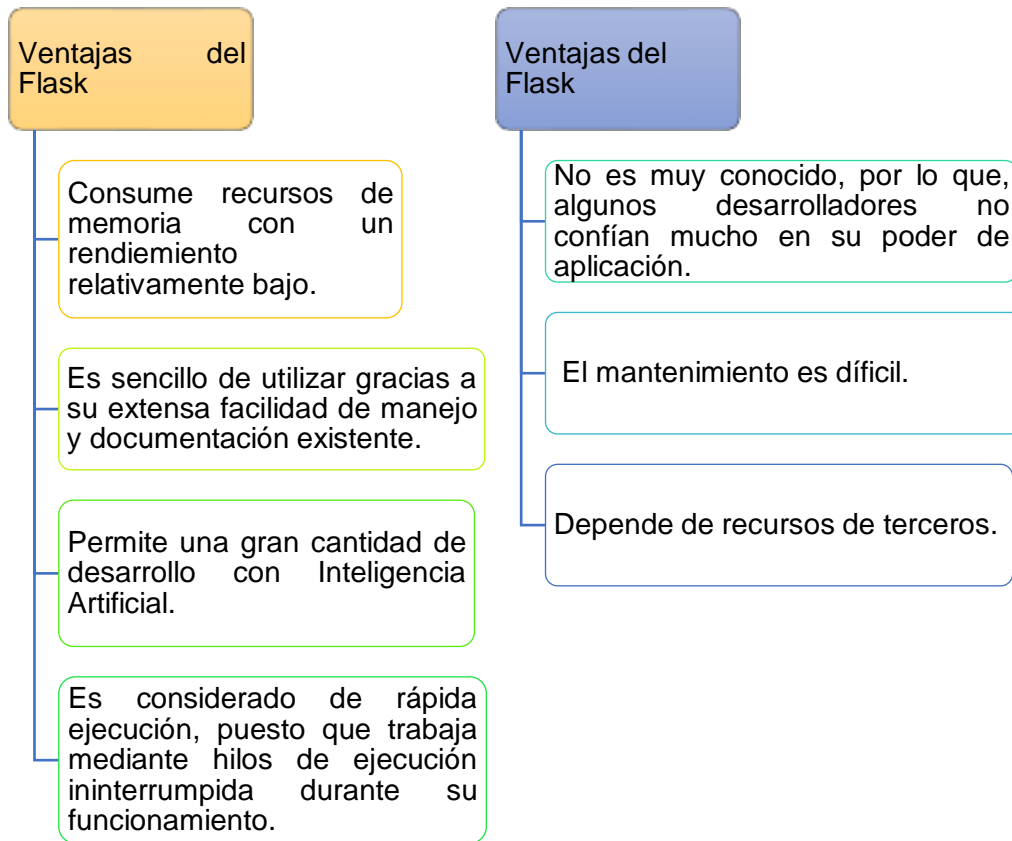 Ventajas del
Flask
Consume recursos de
memoria con un
rendiemiento
relativamente bajo.
Es sencillo de utilizar gracias a
su extensa facilidad de manejo
y documentación existente.
Permite una gran cantidad de
desarrollo con Inteligencia
Artificial.
Es considerado de rápida
ejecución, puesto que trabaja
mediante hilos de ejecución
ininterrumpida durante su
funcionamiento.
Ventajas del
Flask
No es muy conocido, por lo que,
algunos desarrolladores no
confían mucho en su poder de
aplicación.
El mantenimiento es díficil.
Depende de recursos de terceros.